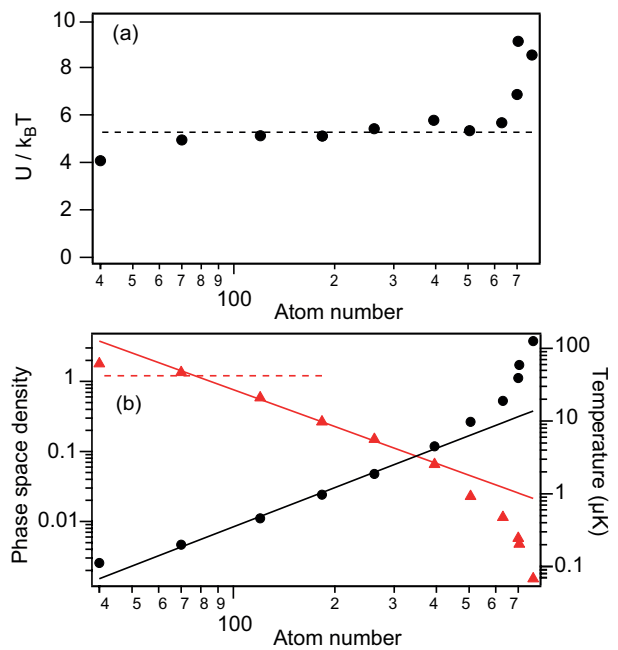 (a)
10
8
6
4
2
0
U / kBT
4 5 6 7 8 9 100 2 3 4 5 6 7
Atom number
(b)
1
0.1
0.01
Phase space density
100
10
1
0.1
Temperature (μK)
4 5 6 7 8 9 100 2 3 4 5 6 7
Atom number